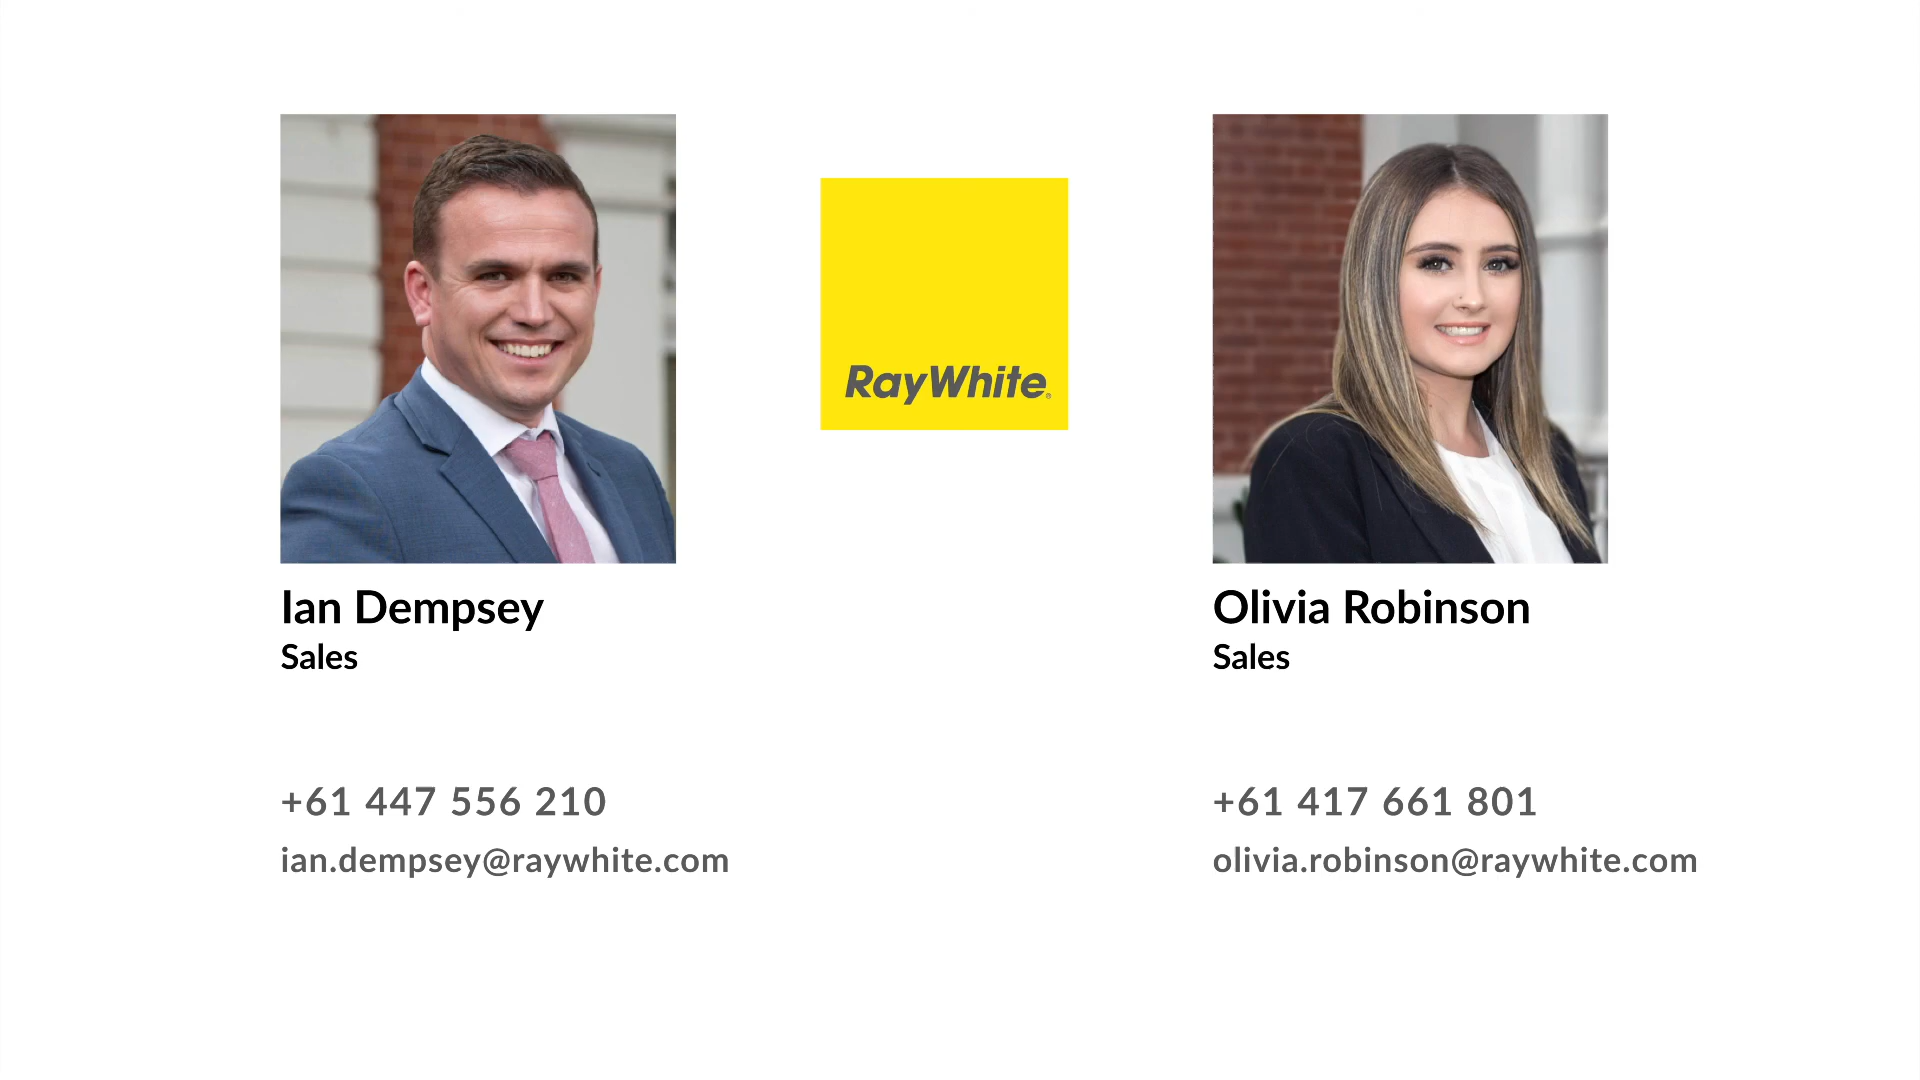 RayWhite
Ian Dempsey
Sales
+61 447 556 210
ian.dempsey@raywhite.com
Olivia Robinson
Sales
+61 417 661 801
olivia.robinson@raywhite.com